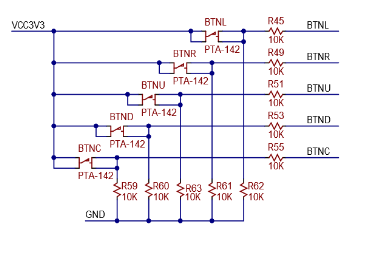 BTNL R45 BTNL
VCC3V3
PTA-142 10K
BTNR R49 BTNR
PTA-142 10K
BTNU R51 BTNU
PTA-142 10K
BTND R53 BTND
PTA-142 10K
BTNC R55 BTNC
PTA-142 10K
R59 R60 R63 R61 R62
10K 10K 10K 10K 10K
GND